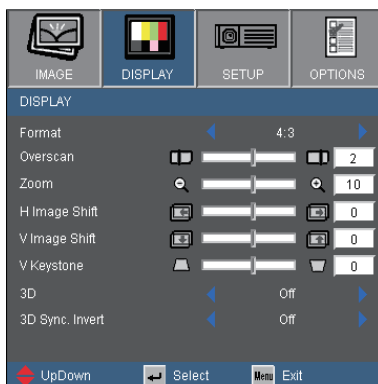 IMAGE DISPLAY SETUP OPTIONS
DISPLAY
Format 4:3
Overscan 2
Zoom 10
H Image Shift 0
V Image Shift 0
V Keystone 0
3D Off
3D Sync. Invert Off
UpDown Select Menu Exit